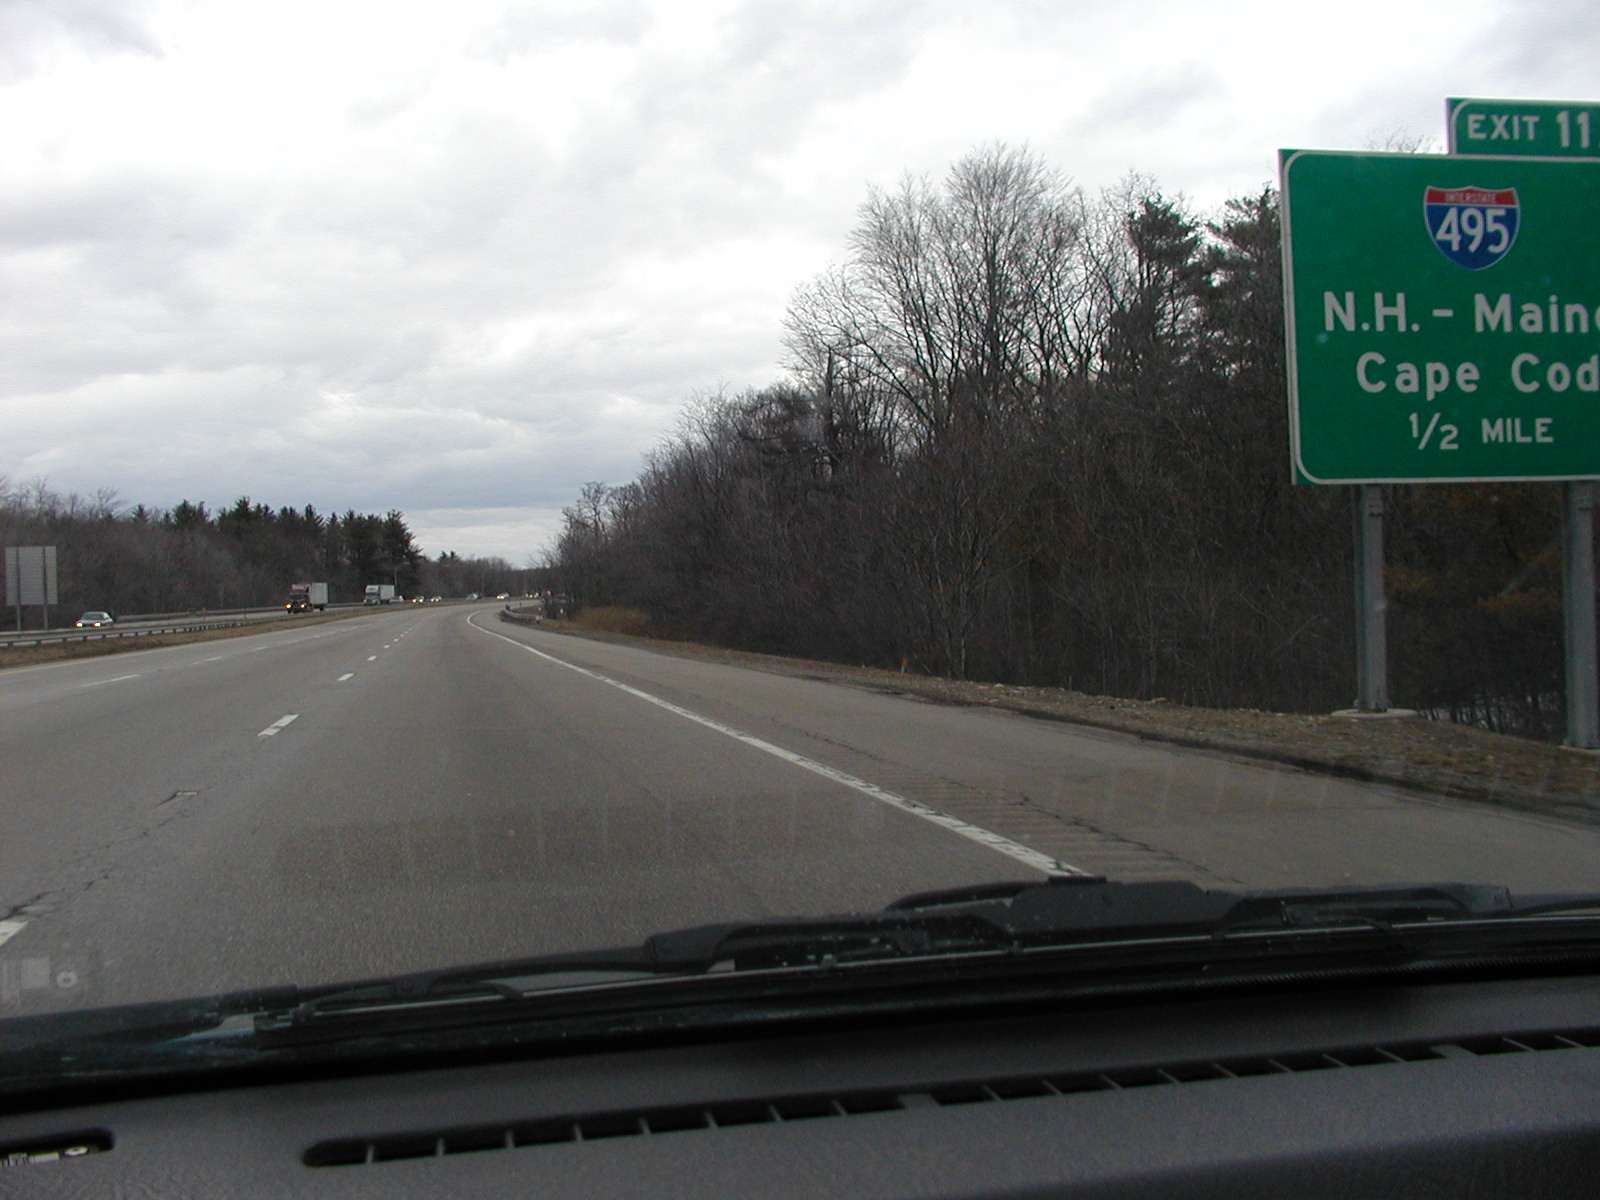 EXIT 11
INTERSTATE
495
N.H. - Maine
Cape Cod
1/2 MILE